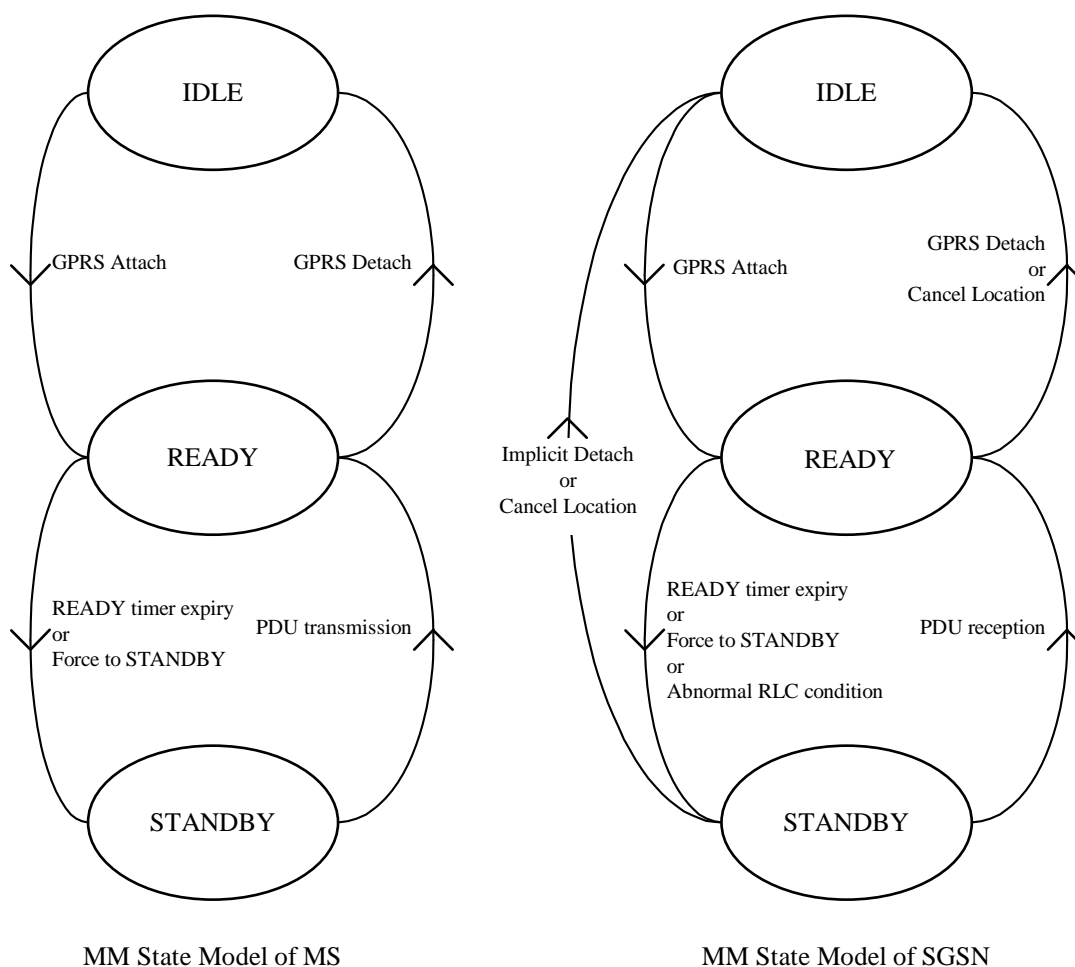 IDLE
GPRS Attach
GPRS Detach
READY
READY timer expiry
or
Force to STANDBY
PDU transmission
STANDBY
MM State Model of MS
IDLE
GPRS Attach
GPRS Detach
or
Cancel Location
Implicit Detach
or
Cancel Location
READY
READY timer expiry
or
Force to STANDBY
or
Abnormal RLC condition
PDU reception
STANDBY
MM State Model of SGSN